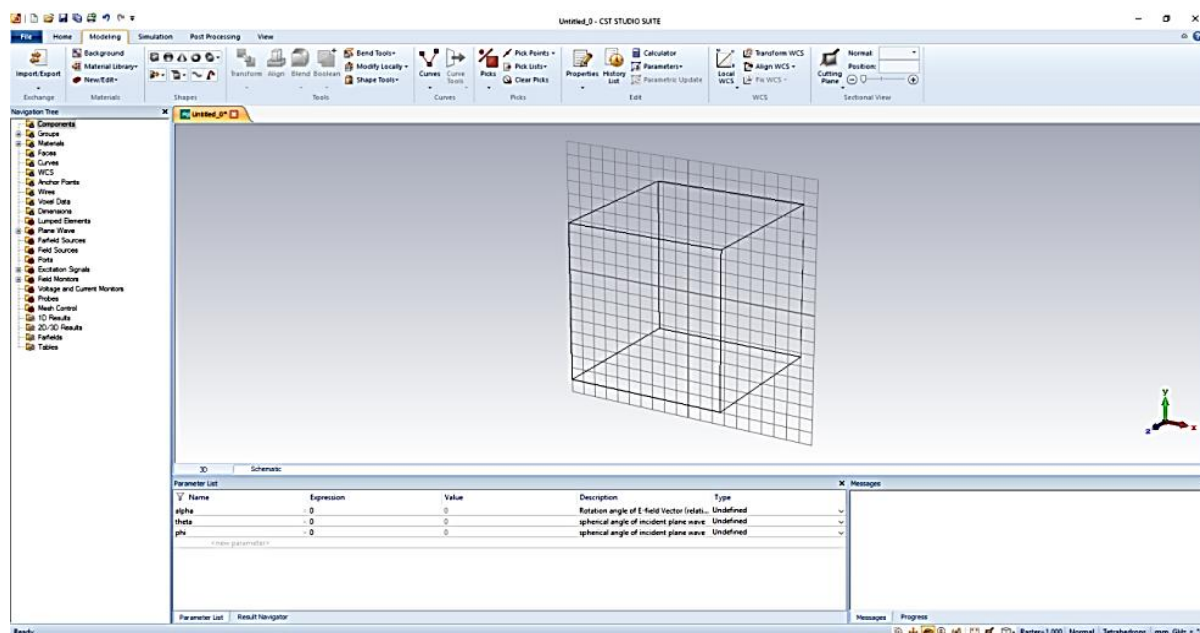 Untitled_0 - CST STUDIO SUITE
File Home Modeling Simulation Post Processing View
Import/Export
Exchange
Background
Material Library
New/Edit
Materials
Shapes
Transform Align Blend Boolean
Bend Tools
Modify Locally
Shape Tools
Tools
Curves Curve Tools
Curves
Picks
Pick Points
Pick Lists
Clear Picks
Picks
Properties History List
Calculator
Parameters
Parametric Update
Edit
Local WCS
Transform WCS
Align WCS
Fix WCS
WCS
Cutting Plane
Normal:
Position:
Sectional View
Navigation Tree
Untitled_0*
Components
Groups
Materials
Faces
Curves
WCS
Anchor Points
Wires
Voxel Data
Dimensions
Lumped Elements
Plane Wave
Farfield Sources
Field Sources
Ports
Excitation Signals
Field Monitors
Voltage and Current Monitors
Probes
Mesh Control
1D Results
2D/3D Results
Farfields
Tables
y
z x
3D Schematic
Parameter List
Name Expression Value Description Type
alpha = 0 0 Rotation angle of E-field Vector (relati... Undefined
theta = 0 0 spherical angle of incident plane wave Undefined
phi = 0 0 spherical angle of incident plane wave Undefined
<new parameter>
Parameter List Result Navigator
Messages
Messages Progress
Ready
Raster=1.000 Normal Tetrahedrons mm GHz